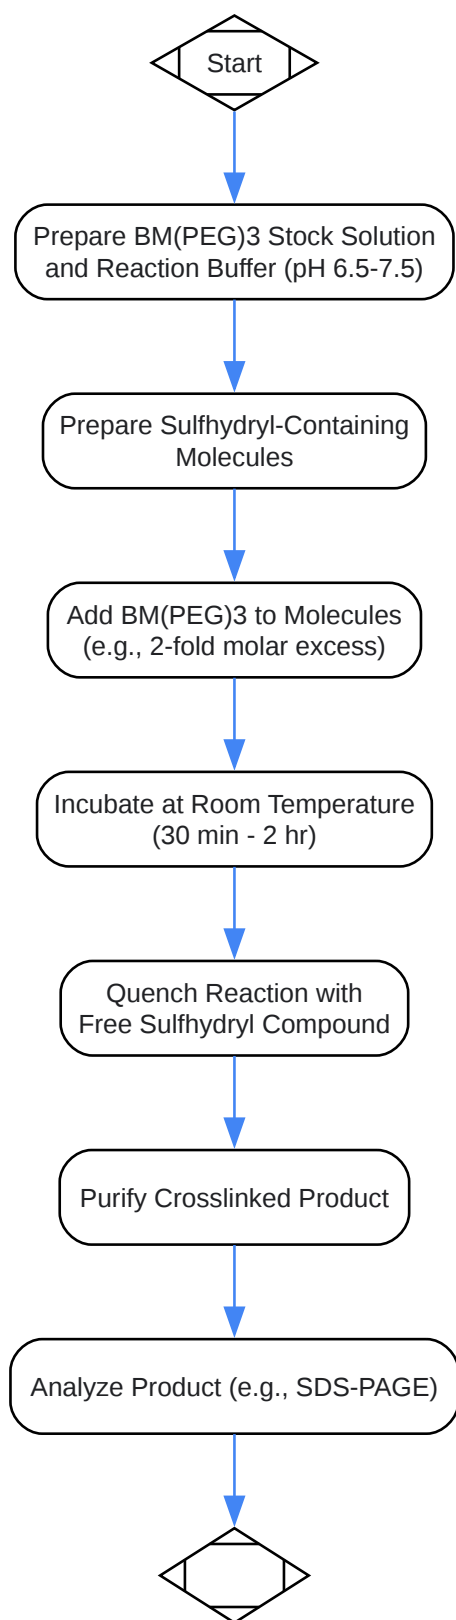 Start
Prepare BM(PEG)3 Stock Solution
and Reaction Buffer (pH 6.5-7.5)
Prepare Sulfhydryl-Containing
Molecules
Add BM(PEG)3 to Molecules
(e.g., 2-fold molar excess)
Incubate at Room Temperature
(30 min - 2 hr)
Quench Reaction with
Free Sulfhydryl Compound
Purify Crosslinked Product
Analyze Product (e.g., SDS-PAGE)